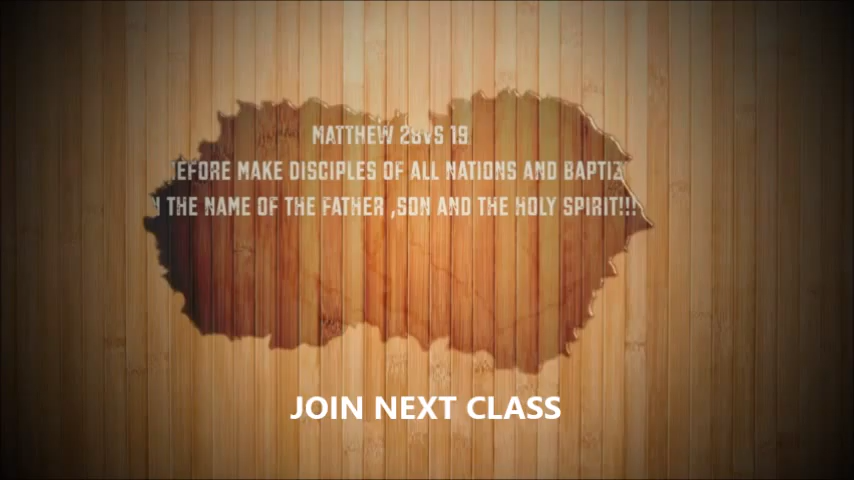 MATTHEW 28VS 19
MAKE DISCIPLES OF ALL NATIONS AND
THE NAME OF THE FATHER ,SON AND THE HOLY SPIRIT!!!
JOIN NEXT CLASS